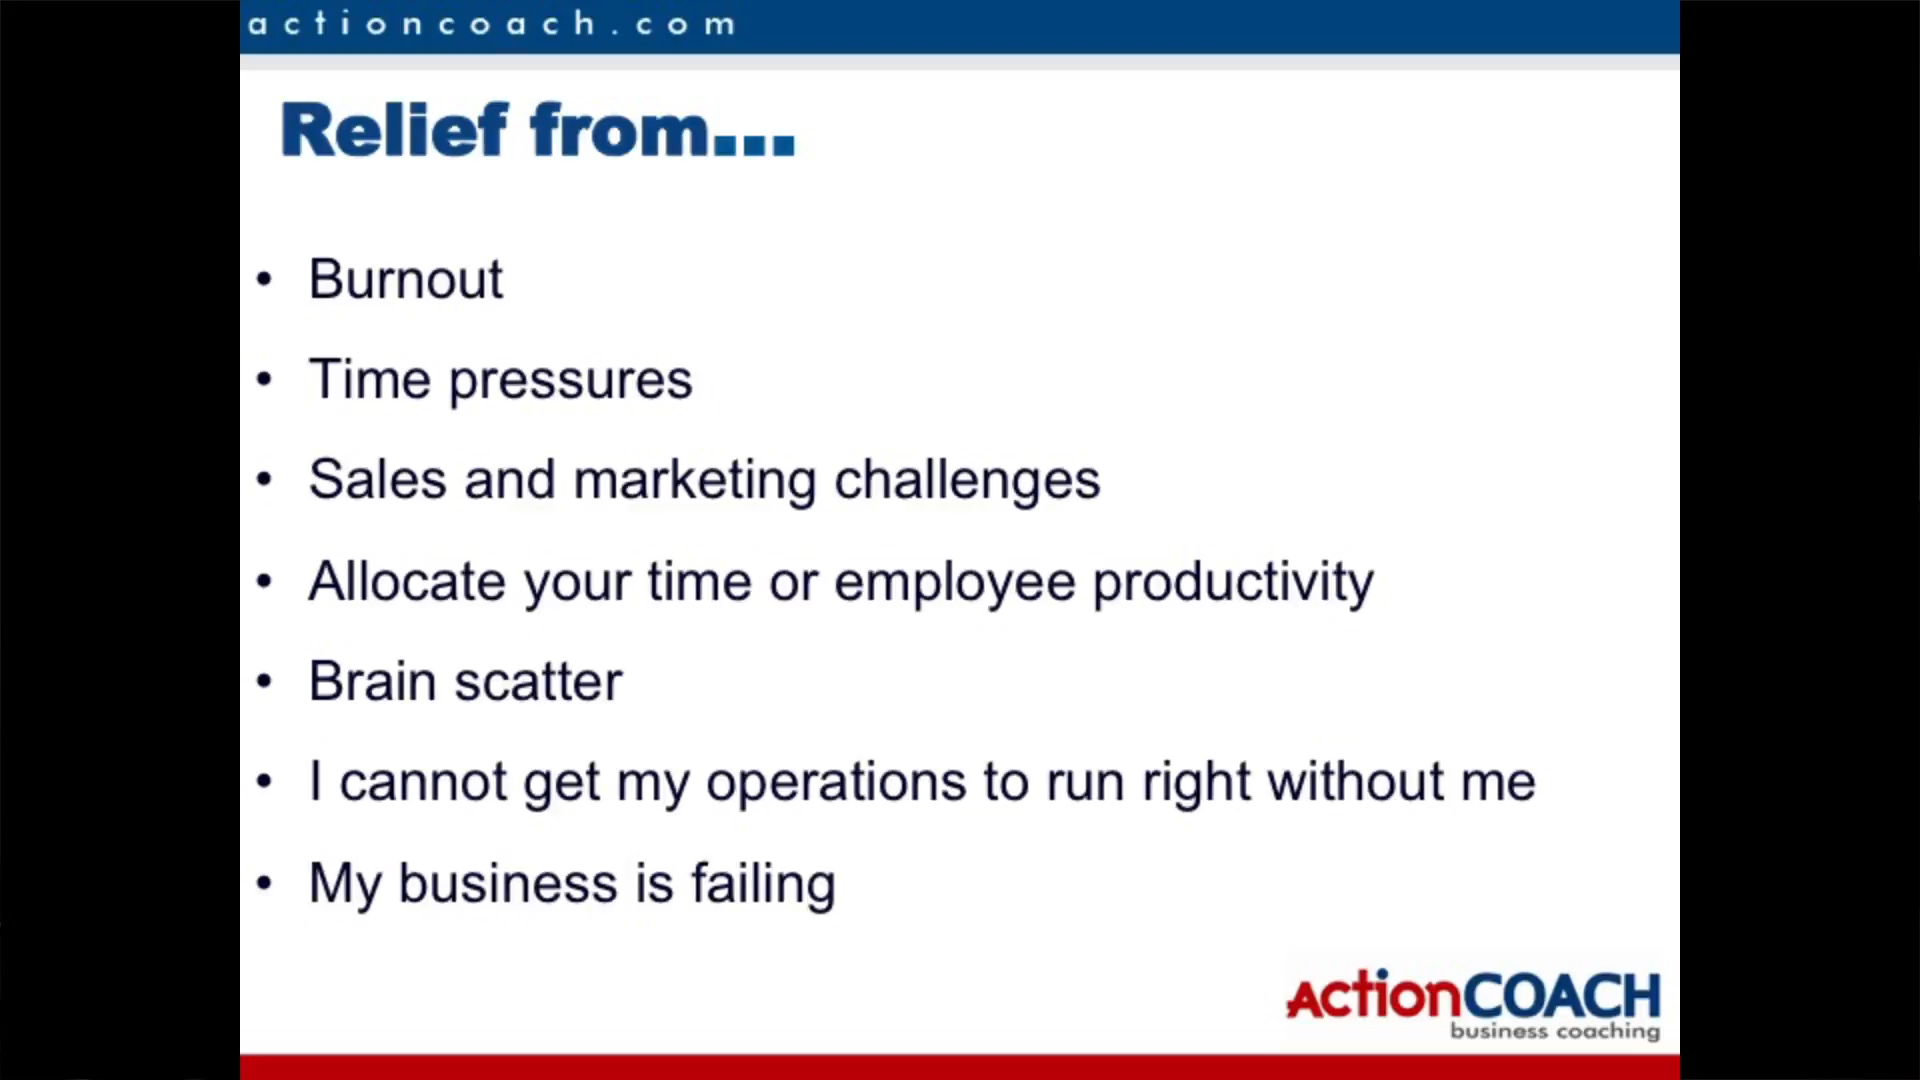 actioncoach.com
Relief from...
• Burnout
• Time pressures
• Sales and marketing challenges
• Allocate your time or employee productivity
• Brain scatter
• I cannot get my operations to run right without me
• My business is failing
ActionCOACH
business coaching